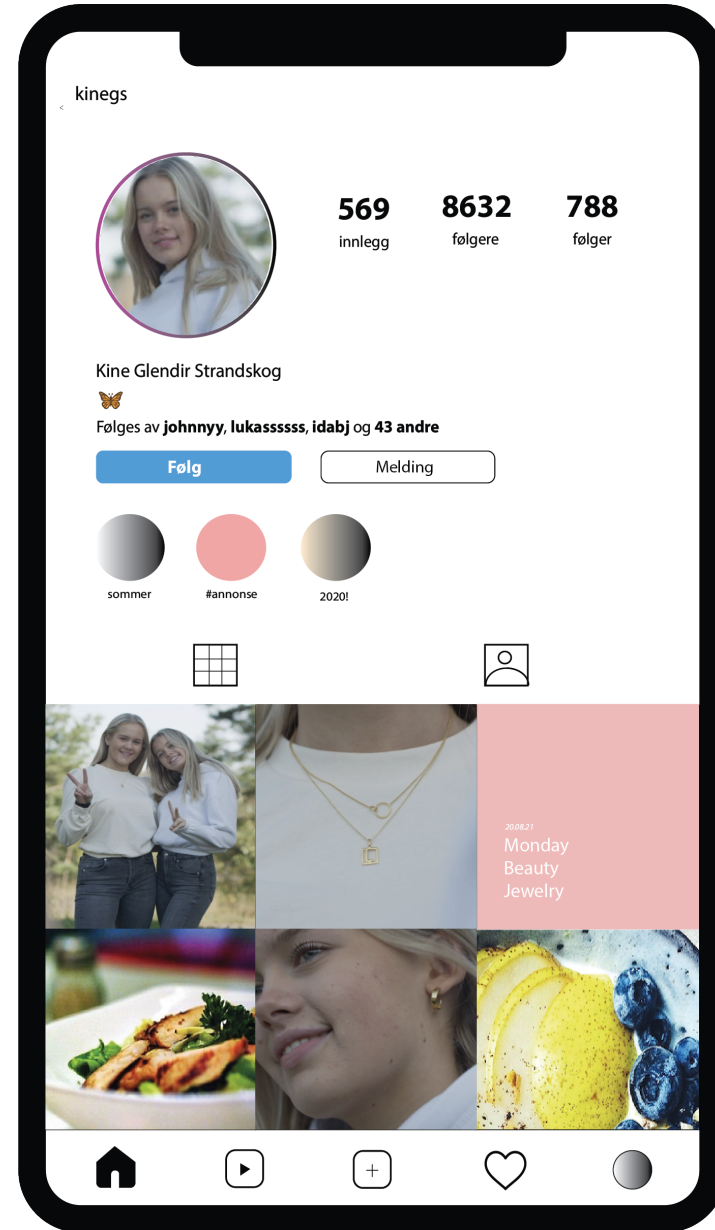 kinegs
<
569 8632 788
innlegg følgere følger
Kine Glendir Strandskog
🦋
Følges av johnnyy, lukassssss, idabj og 43 andre
Følg Melding
sommer #annonse 2020!
20.08.21
Monday
Beauty
Jewelry